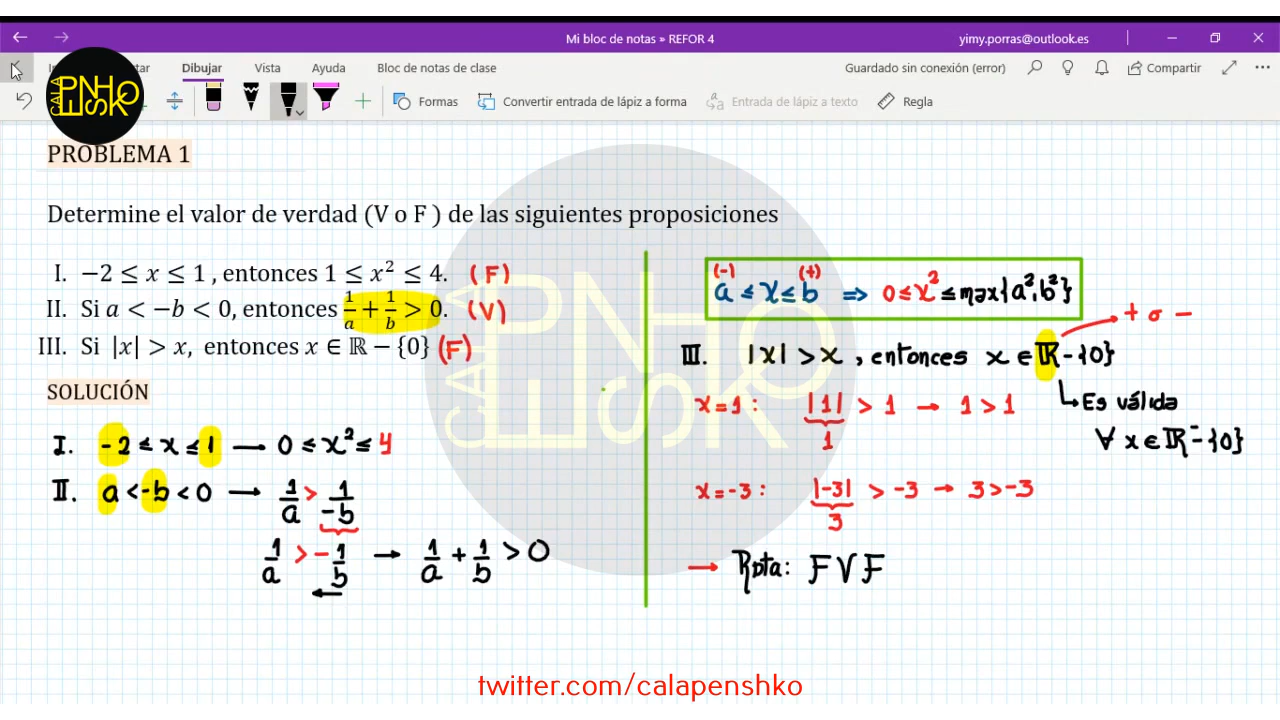 Mi bloc de notas » REFOR 4
yimy.porras@outlook.es
Dibujar Vista Ayuda Bloc de notas de clase
Guardado sin conexión (error) Compartir
Formas Convertir entrada de lápiz a forma Entrada de lápiz a texto Regla
CALAPENSHKO
PROBLEMA 1
Determine el valor de verdad (V o F ) de las siguientes proposiciones
I. −2 ≤ x ≤ 1 , entonces 1 ≤ x² ≤ 4. (F)
II. Si a < −b < 0, entonces 1/a + 1/b > 0. (V)
III. Si |x| > x, entonces x ∈ ℝ − {0} (F)
SOLUCIÓN
I. -2 ≤ x ≤ 1 → 0 ≤ x² ≤ 4
II. a < -b < 0 → 1/a > 1/-b
1/a > - 1/b → 1/a + 1/b > 0
(-) (+)
a ≤ x ≤ b ⇒ 0 ≤ x² ≤ max{a²,b²}
+ o -
III. |x| > x , entonces x ∈ ℝ - {0}
Es válida
∀ x ∈ ℝ - {0}
x = 1 : |1| > 1 → 1 > 1
1
x = -3 : |-3| > -3 → 3 > -3
3
→ Rpta: F V F
twitter.com/calapenshko